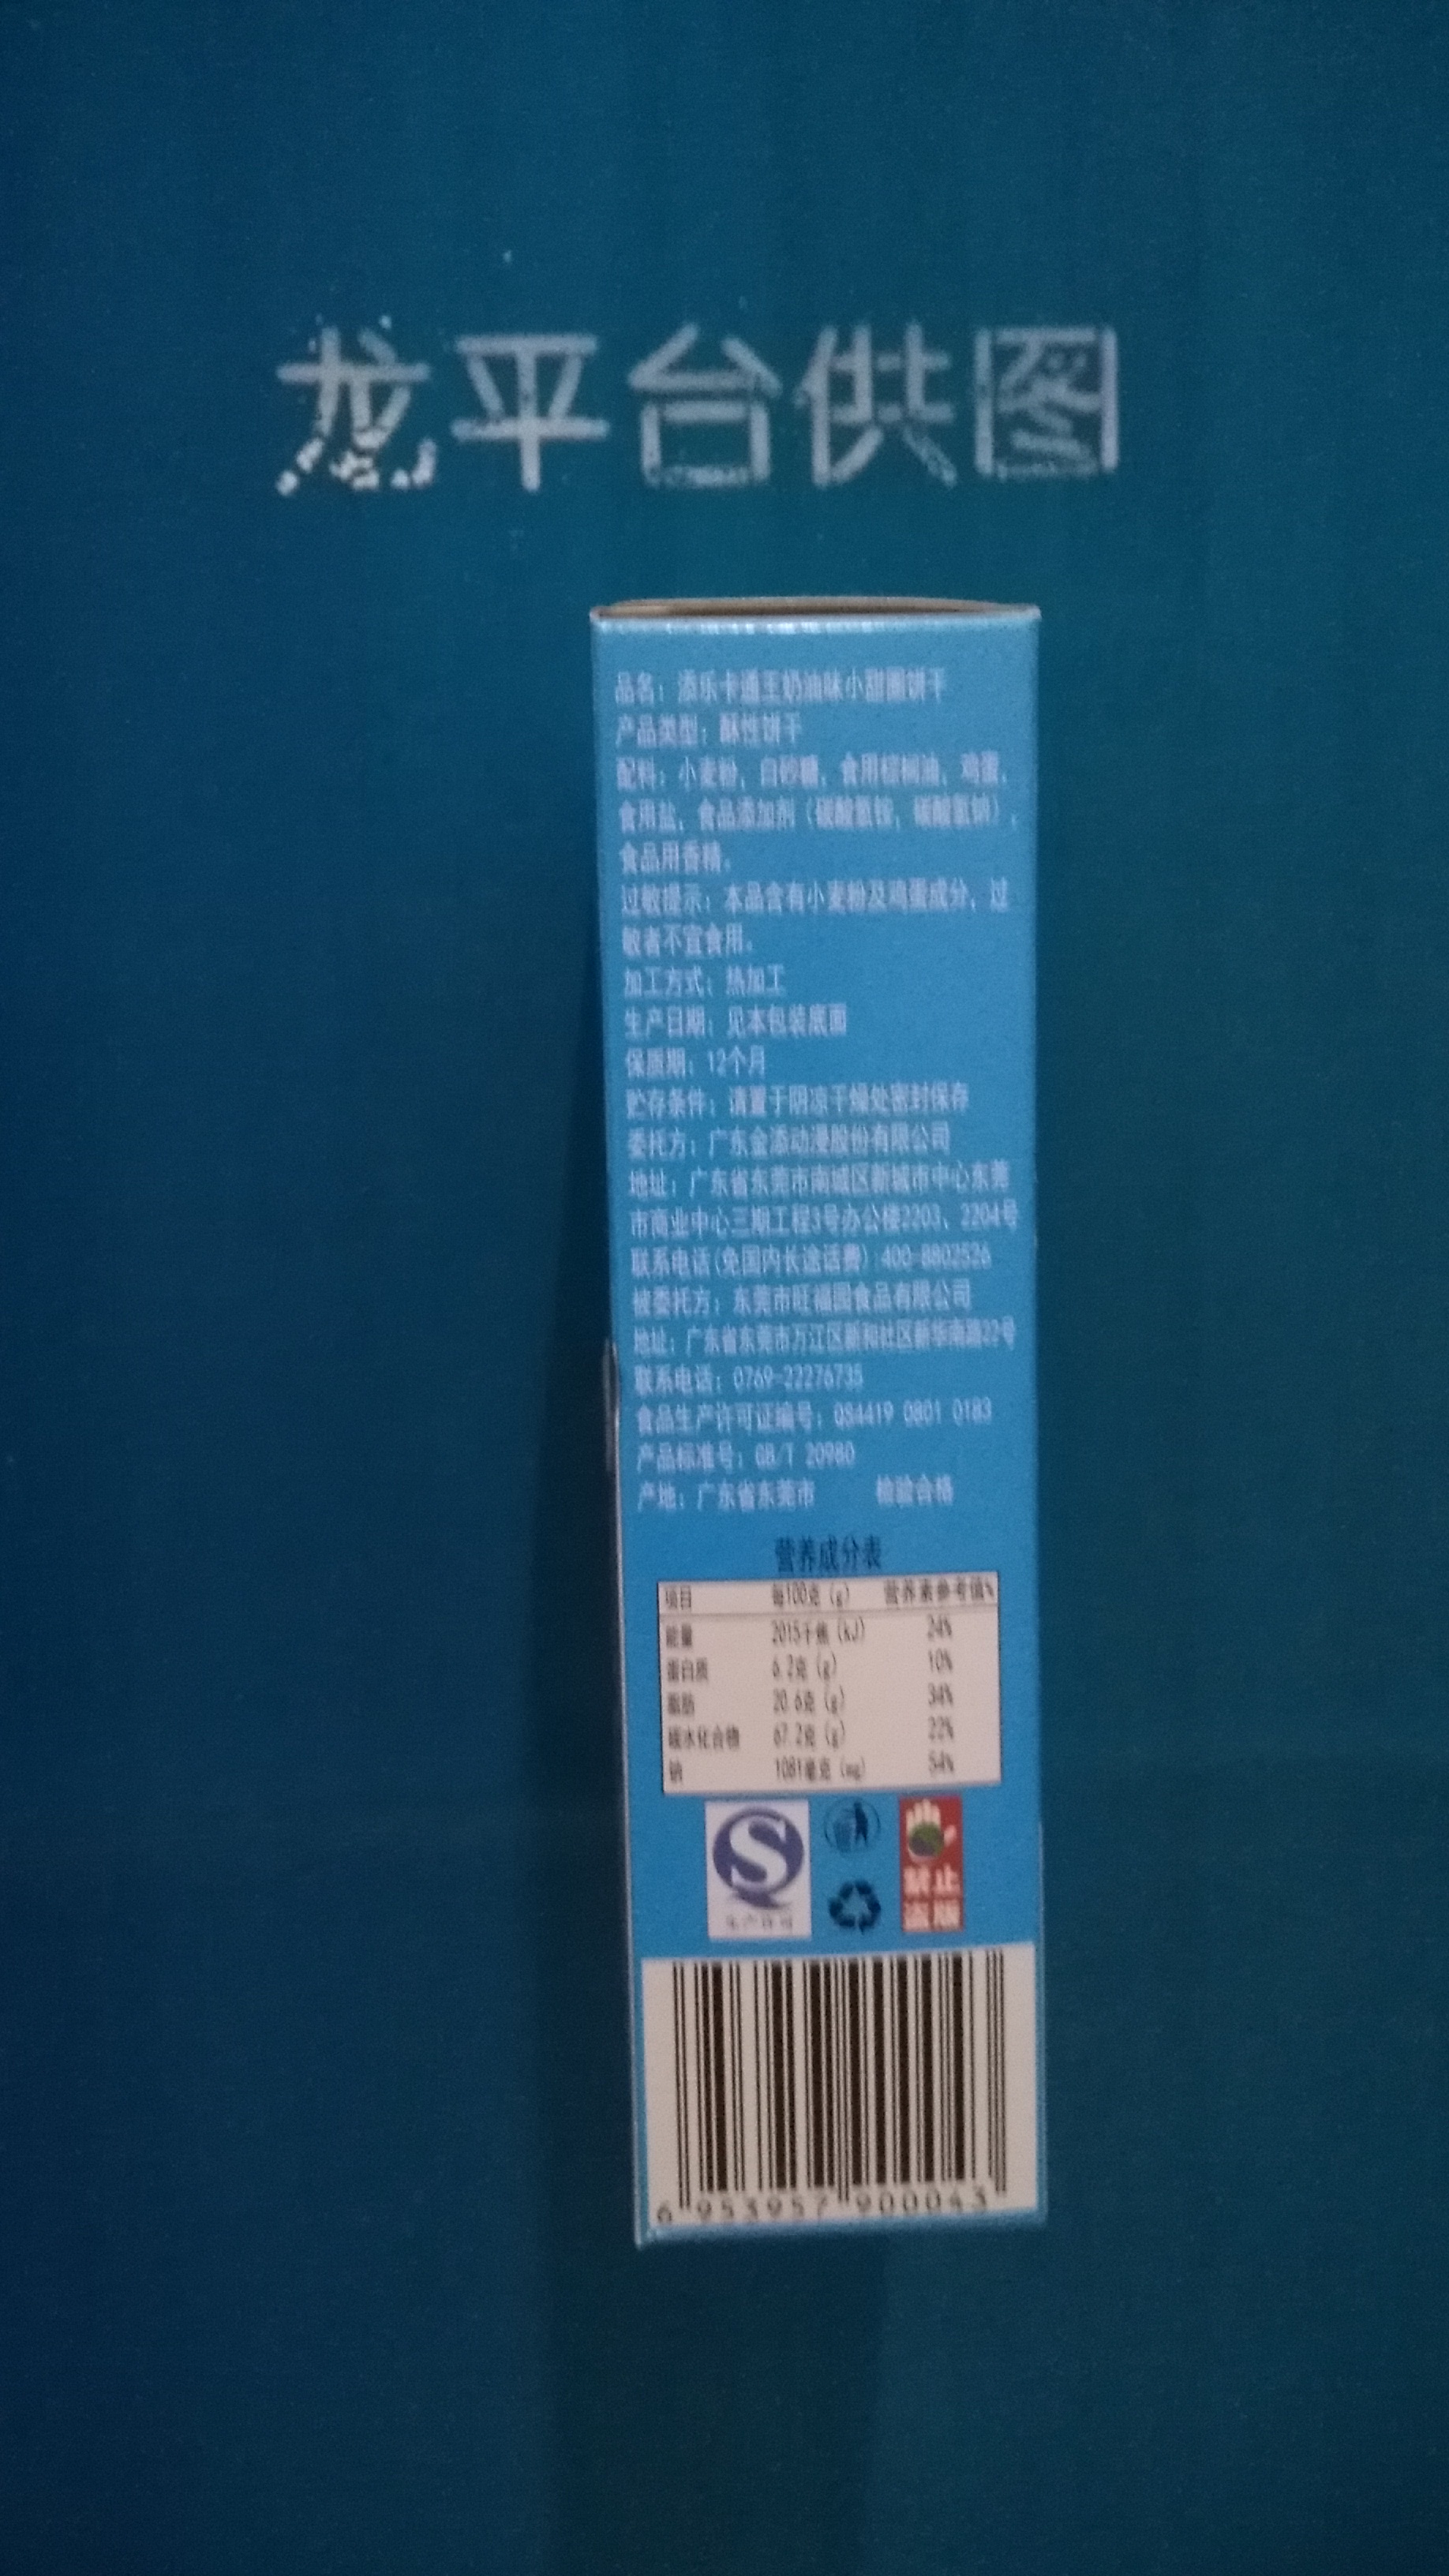 龙平台供图
品名：添乐卡通王奶油味小甜圈饼干
产品类型：酥性饼干
配料：小麦粉、白砂糖、食用棕榈油、鸡蛋、
食用盐、食品添加剂（碳酸氢铵、碳酸氢钠）、
食品用香精。
过敏提示：本品含有小麦粉及鸡蛋成分，过
敏者不宜食用。
加工方式：热加工
生产日期：见本包装底面
保质期：12个月
贮存条件：请置于阴凉干燥处密封保存
委托方：广东金添动漫股份有限公司
地址：广东省东莞市南城区新城市中心东莞
市商业中心三期工程3号办公楼2203、2204号
联系电话(免国内长途话费) 400-8802526
被委托方：东莞市旺福园食品有限公司
地址：广东省东莞市万江区新和社区新华南路22号
联系电话：0769-22276735
食品生产许可证编号：QS4419 0801 0183
产品标准号：GB/T 20980
产地：广东省东莞市 检验合格
营养成分表
项目 每100克（g） 营养素参考值%
能量 2015千焦（kJ） 24%
蛋白质 6.2克（g） 10%
脂肪 20.6克（g） 34%
碳水化合物 67.2克（g） 22%
钠 1081毫克（mg） 54%
生产许可
禁止
盗版
6 953957 900043